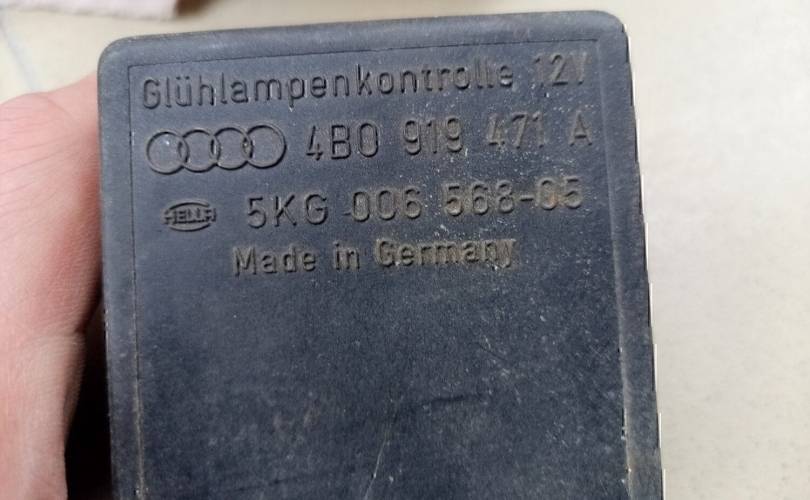 Glühlampenkontrolle 12V
4B0 919 471 A
HELLA 5KG 006 568-05
Made in Germany